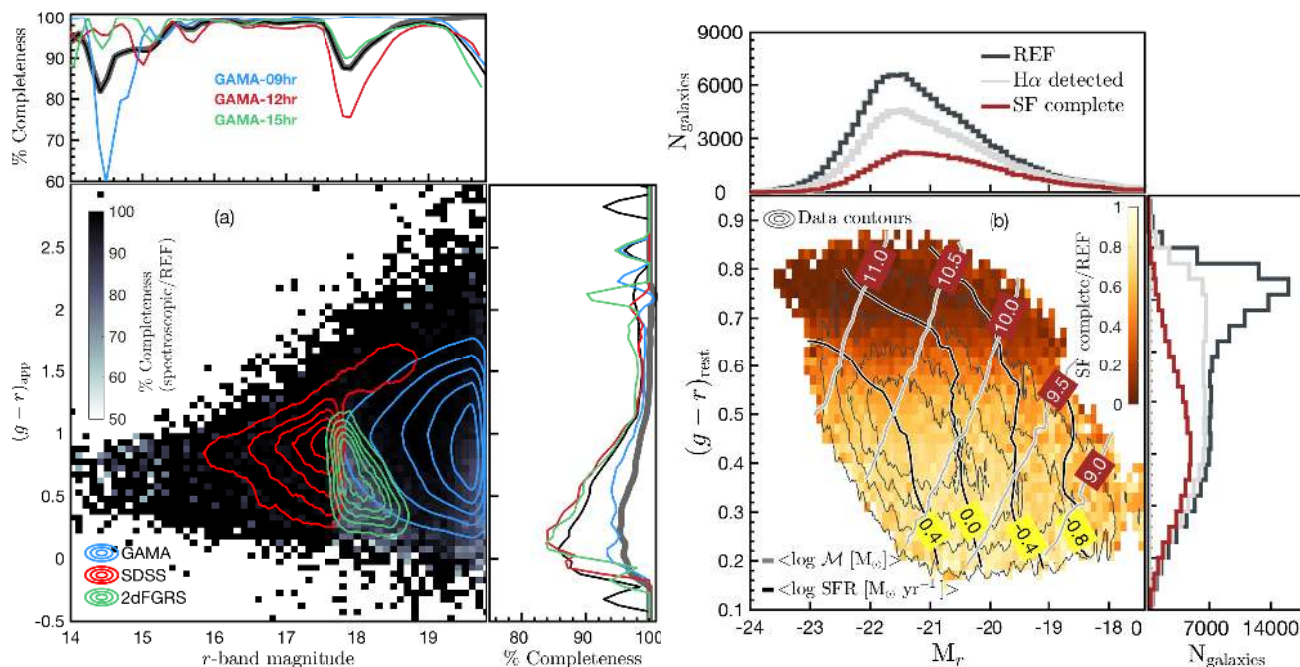 % Completeness
100
90
80
70
60
GAMA-09hr
GAMA-12hr
GAMA-15hr
(a)
100
90
80
70
60
50
% Completeness
(spectroscopic/REF)
(g − r)app
2.5
2
1.5
1
0.5
0
-0.5
GAMA
SDSS
2dFGRS
14 15 16 17 18 19
r-band magnitude
80 90 100
% Completeness
Ngalaxies
9000
6000
3000
0
REF
Hα detected
SF complete
Data contours
(b)
1
0.8
0.6
0.4
0.2
0
SF complete/REF
(g − r)rest
0.9
0.8
0.7
0.6
0.5
0.4
0.3
0.2
0.1
11.0
10.5
10.0
9.5
9.0
0.4
0.0
-0.4
-0.8
<log M [M⊙]>
<log SFR [M⊙ yr−1]>
-24 -23 -22 -21 -20 -19 -18
Mr
0 7000 14000
Ngalaxies